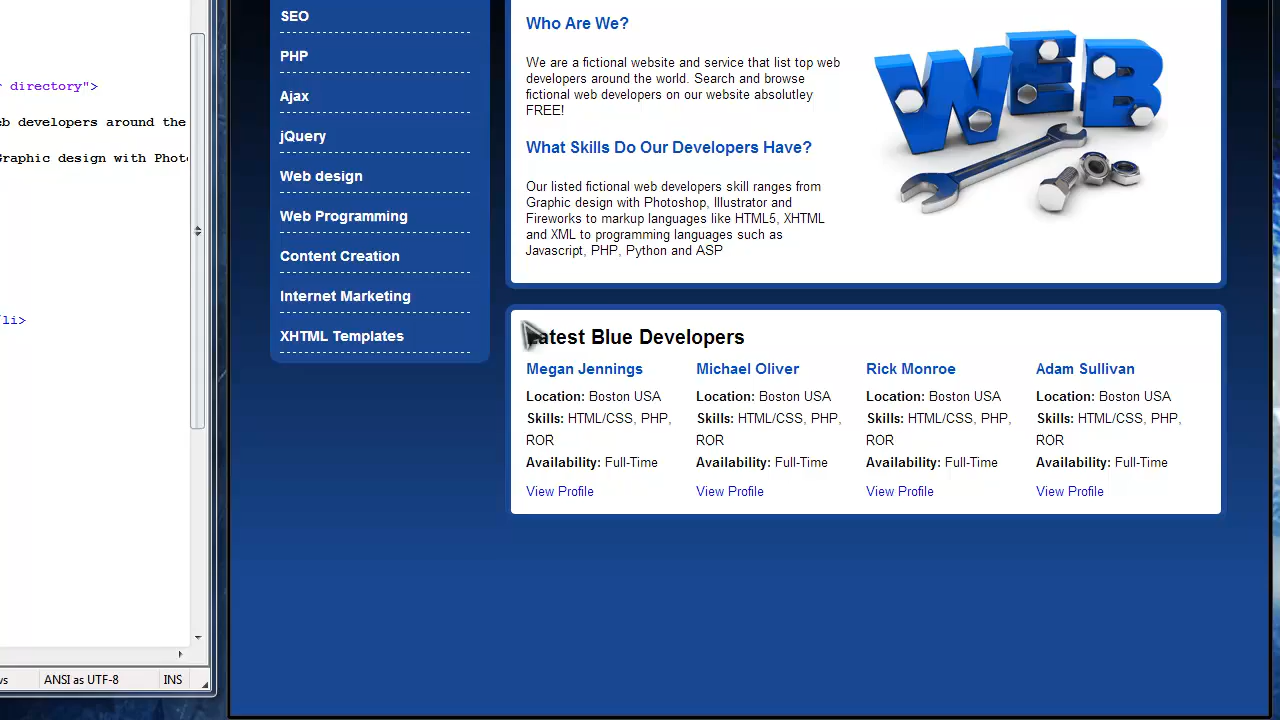 r directory">
b developers around the
Graphic design with Phot
/li>
ws
ANSI as UTF-8
INS
SEO
PHP
Ajax
jQuery
Web design
Web Programming
Content Creation
Internet Marketing
XHTML Templates
Who Are We?
We are a fictional website and service that list top web
developers around the world. Search and browse
fictional web developers on our website absolutley
FREE!
What Skills Do Our Developers Have?
Our listed fictional web developers skill ranges from
Graphic design with Photoshop, Illustrator and
Fireworks to markup languages like HTML5, XHTML
and XML to programming languages such as
Javascript, PHP, Python and ASP
WEB
Latest Blue Developers
Megan Jennings
Location: Boston USA
Skills: HTML/CSS, PHP,
ROR
Availability: Full-Time
View Profile
Michael Oliver
Location: Boston USA
Skills: HTML/CSS, PHP,
ROR
Availability: Full-Time
View Profile
Rick Monroe
Location: Boston USA
Skills: HTML/CSS, PHP,
ROR
Availability: Full-Time
View Profile
Adam Sullivan
Location: Boston USA
Skills: HTML/CSS, PHP,
ROR
Availability: Full-Time
View Profile